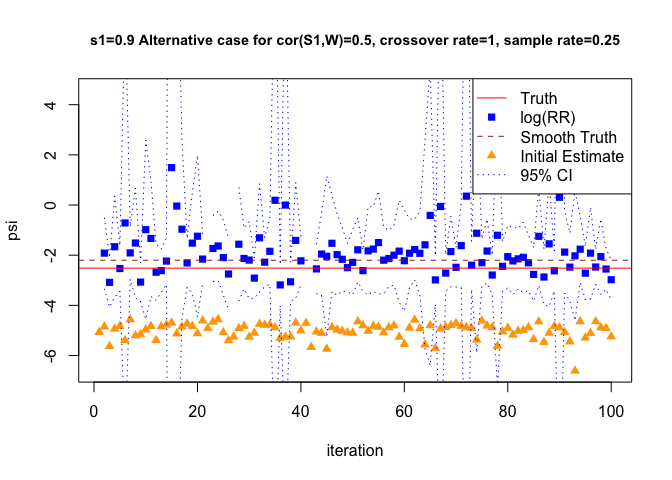 s1=0.9 Alternative case for cor(S1,W)=0.5, crossover rate=1, sample rate=0.25
Truth
log(RR)
Smooth Truth
Initial Estimate
95% CI
4
2
0
-2
-4
-6
psi
0
20
40
60
80
100
iteration